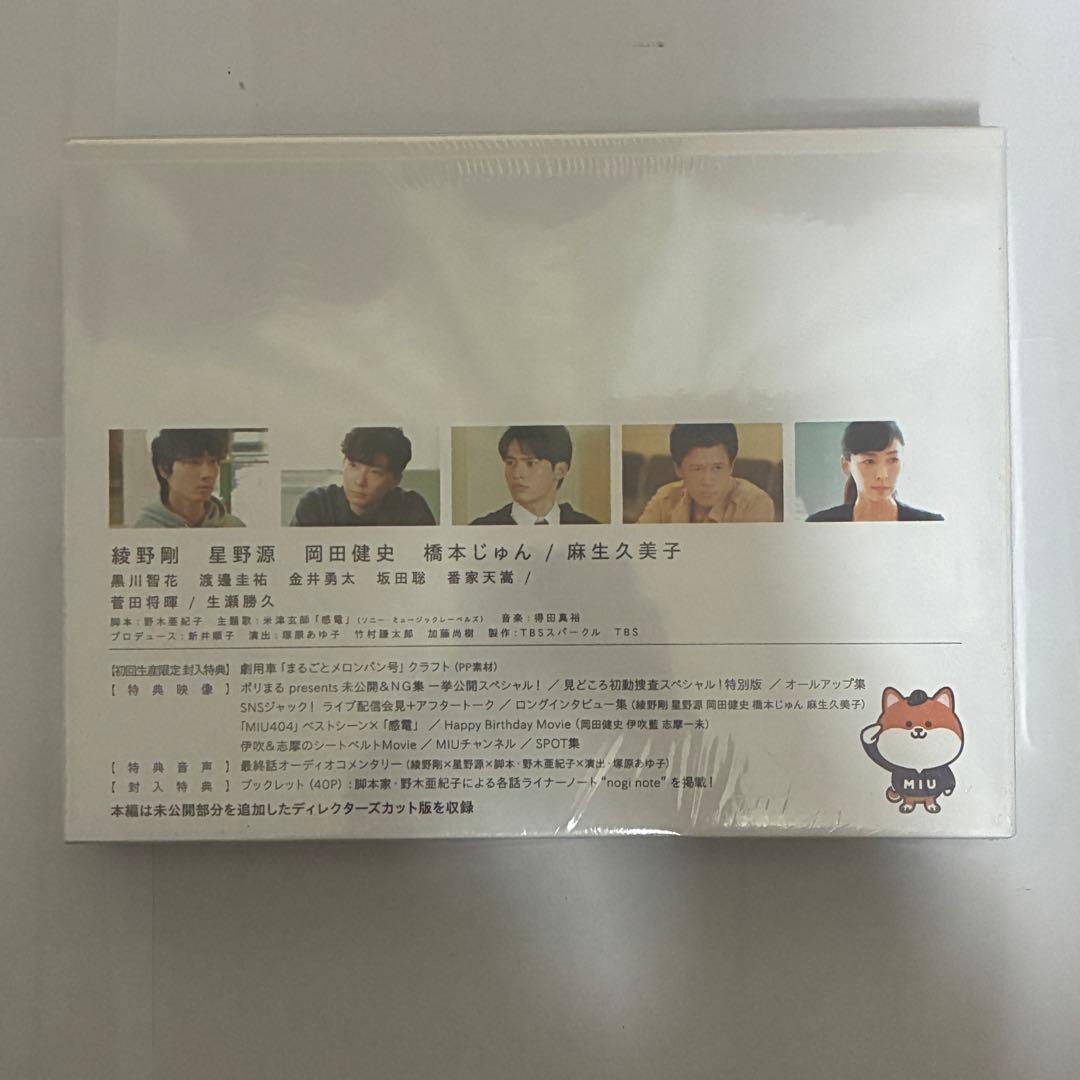 綾野剛　星野源　岡田健史　橋本じゅん / 麻生久美子
黒川智花　渡邊圭祐　金井勇太　坂田聡　番家天嵩 /
菅田将暉 / 生瀬勝久
脚本：野木亜紀子　主題歌：米津玄師「感電」（ソニー・ミュージックレーベルズ）　音楽：得田真裕
プロデュース：新井順子　演出：塚原あゆ子　竹村謙太郎　加藤尚樹　製作：TBSスパークル　TBS
【初回生産限定 封入特典】 劇用車「まるごとメロンパン号」クラフト（PP素材）
【特典映像】 ポリまる presents 未公開＆NG集 一挙公開スペシャル！ ／ 見どころ初動捜査スペシャル！特別版 ／ オールアップ集
SNSジャック！ ライブ配信会見+アフタートーク ／ ロングインタビュー集（綾野剛 星野源 岡田健史 橋本じゅん 麻生久美子）
「MIU404」ベストシーン×「感電」 ／ Happy Birthday Movie（岡田健史 伊吹藍 志摩一未）
伊吹＆志摩のシートベルトMovie ／ MIUチャンネル ／ SPOT集
【特典音声】 最終話オーディオコメンタリー（綾野剛×星野源×脚本・野木亜紀子×演出・塚原あゆ子）
【封入特典】 ブックレット（40P）：脚本家・野木亜紀子による各話ライナーノート“nogi note”を掲載！
本編は未公開部分を追加したディレクターズカット版を収録
MIU